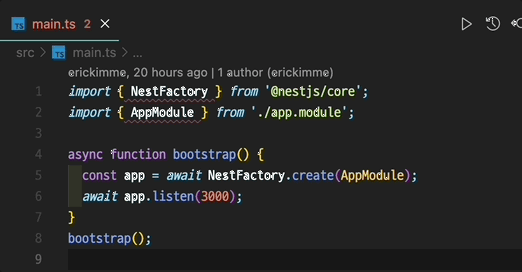 TS main.ts 2 ×
src > TS main.ts > ...
erickimme, 20 hours ago | 1 author (erickimme)
1 import { NestFactory } from '@nestjs/core';
2 import { AppModule } from './app.module';
3
4 async function bootstrap() {
5 const app = await NestFactory.create(AppModule);
6 await app.listen(3000);
7 }
8 bootstrap();
9